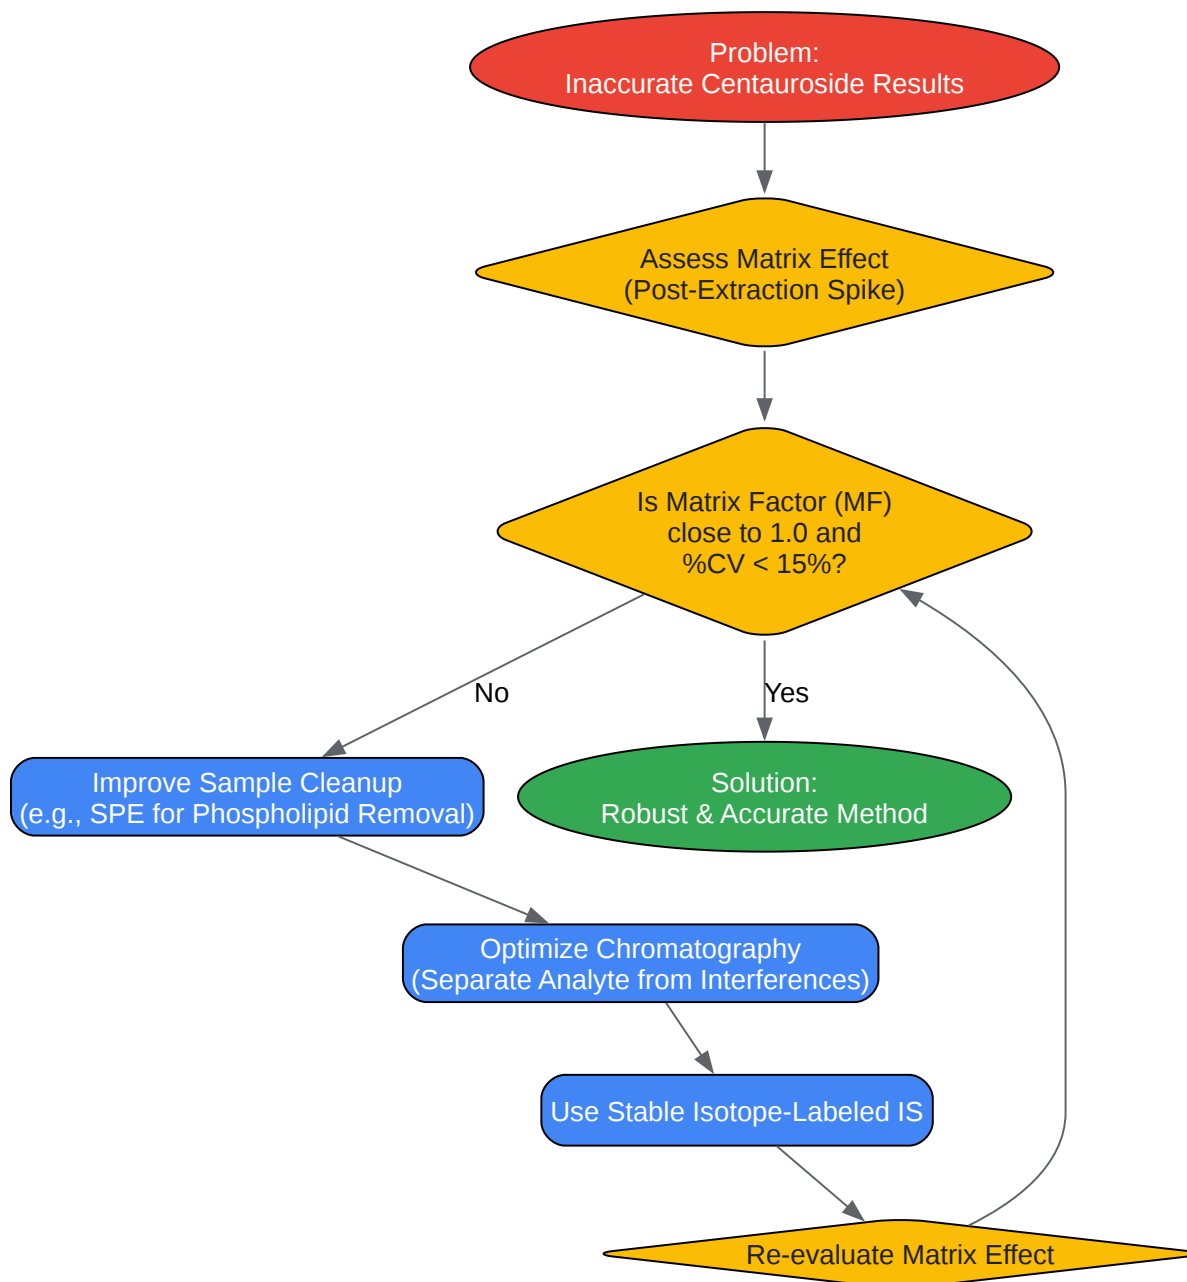 Problem:
Inaccurate Centauroside Results
Assess Matrix Effect
(Post-Extraction Spike)
Is Matrix Factor (MF)
close to 1.0 and
%CV < 15%?
No
Yes
Improve Sample Cleanup
(e.g., SPE for Phospholipid Removal)
Solution:
Robust & Accurate Method
Optimize Chromatography
(Separate Analyte from Interferences)
Use Stable Isotope-Labeled IS
Re-evaluate Matrix Effect